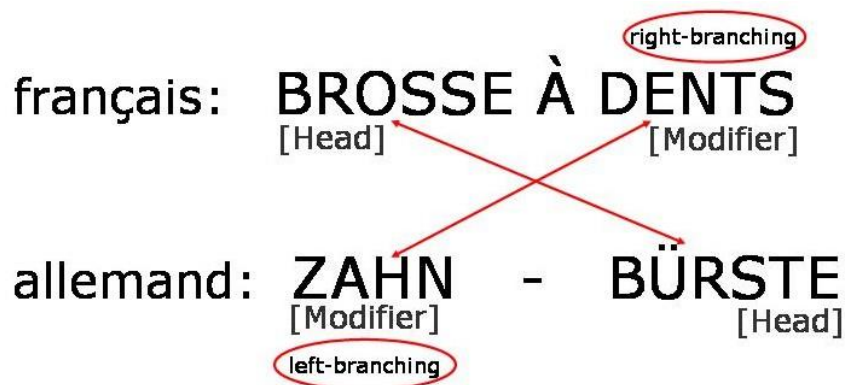 right-branching
français: BROSSE À DENTS
[Head] [Modifier]
allemand: ZAHN - BÜRSTE
[Modifier] [Head]
left-branching